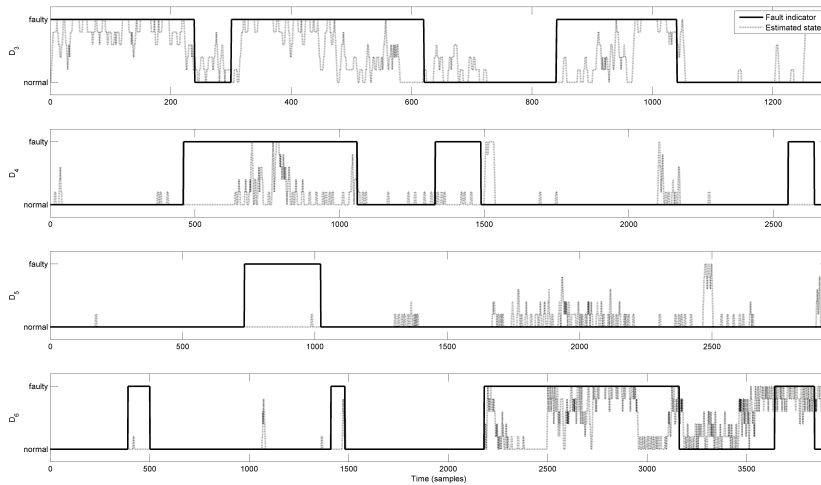 faulty
D3
normal
0 200 400 600 800 1000 1200
Fault indicator
Estimated state
faulty
D4
normal
0 500 1000 1500 2000 2500
faulty
D5
normal
0 500 1000 1500 2000 2500
faulty
D6
normal
0 500 1000 1500 2000 2500 3000 3500
Time (samples)